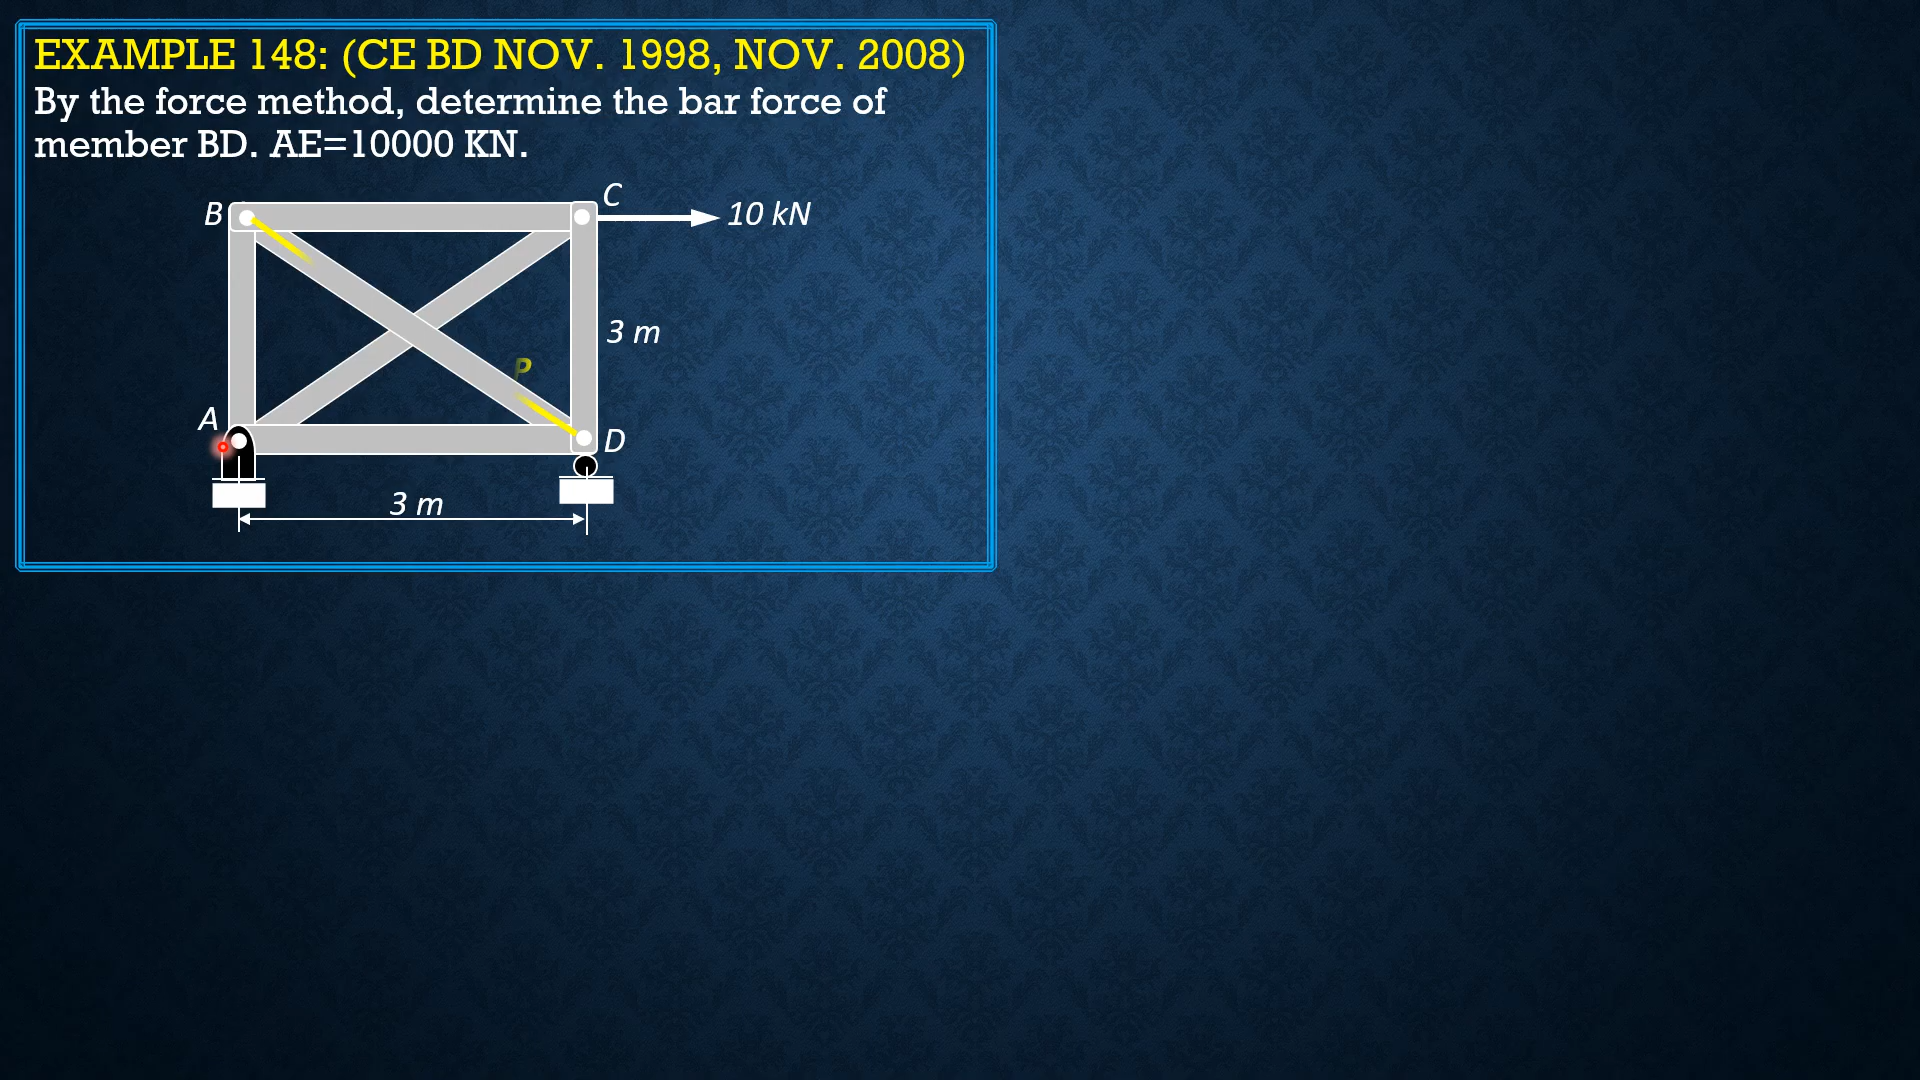 EXAMPLE 148: (CE BD NOV. 1998, NOV. 2008)
By the force method, determine the bar force of
member BD. AE=10000 KN.
B
C
10 kN
3 m
P
A
D
3 m